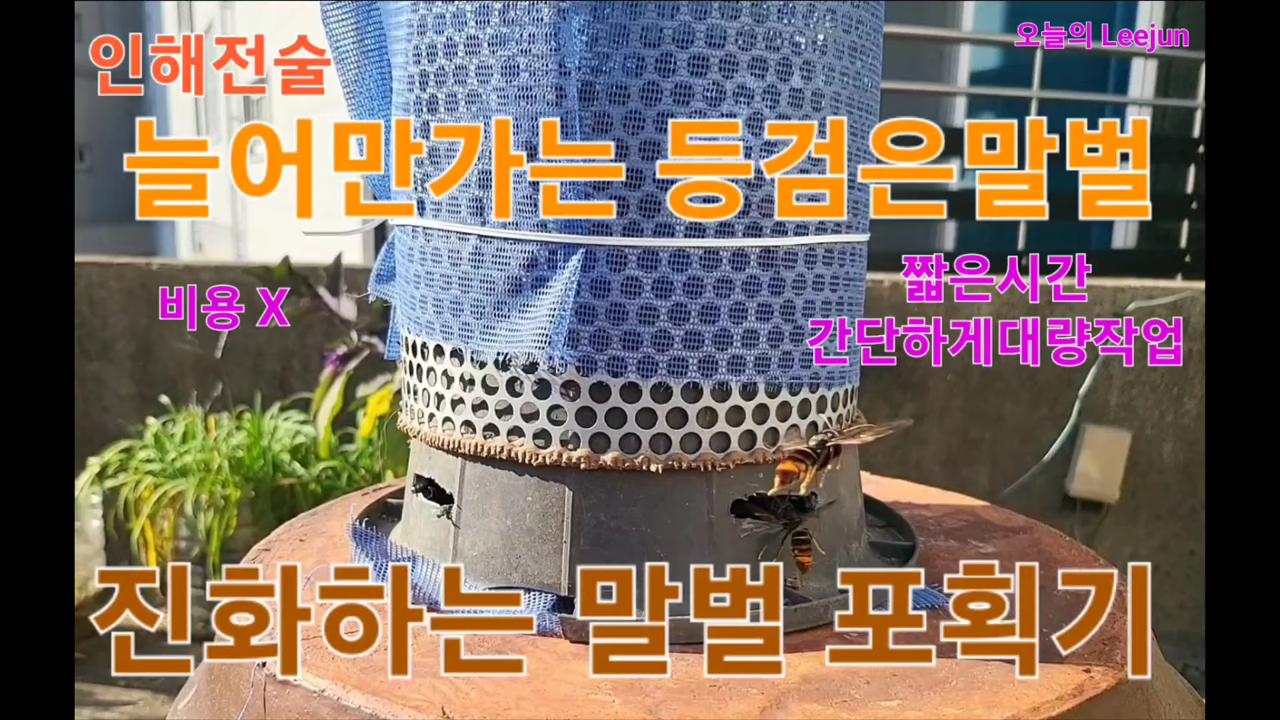 인해전술
오늘의 Leejun
늘어만가는 등검은말벌
비용 X
짧은시간
간단하게대량작업
진화하는 말벌 포획기